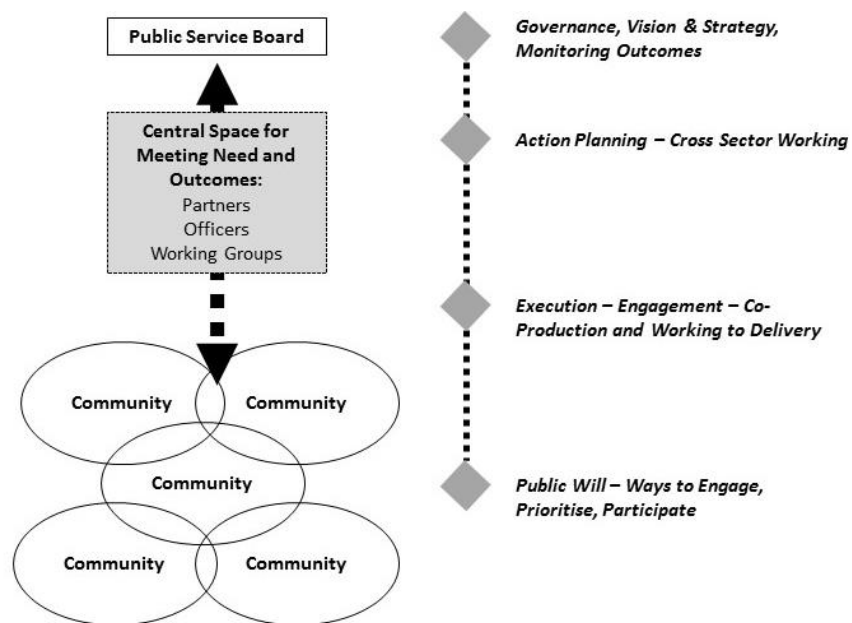 Public Service Board
Central Space for
Meeting Need and
Outcomes:
Partners
Officers
Working Groups
Community
Community
Community
Community
Community
Governance, Vision & Strategy,
Monitoring Outcomes
Action Planning – Cross Sector Working
Execution – Engagement – Co-
Production and Working to Delivery
Public Will – Ways to Engage,
Prioritise, Participate